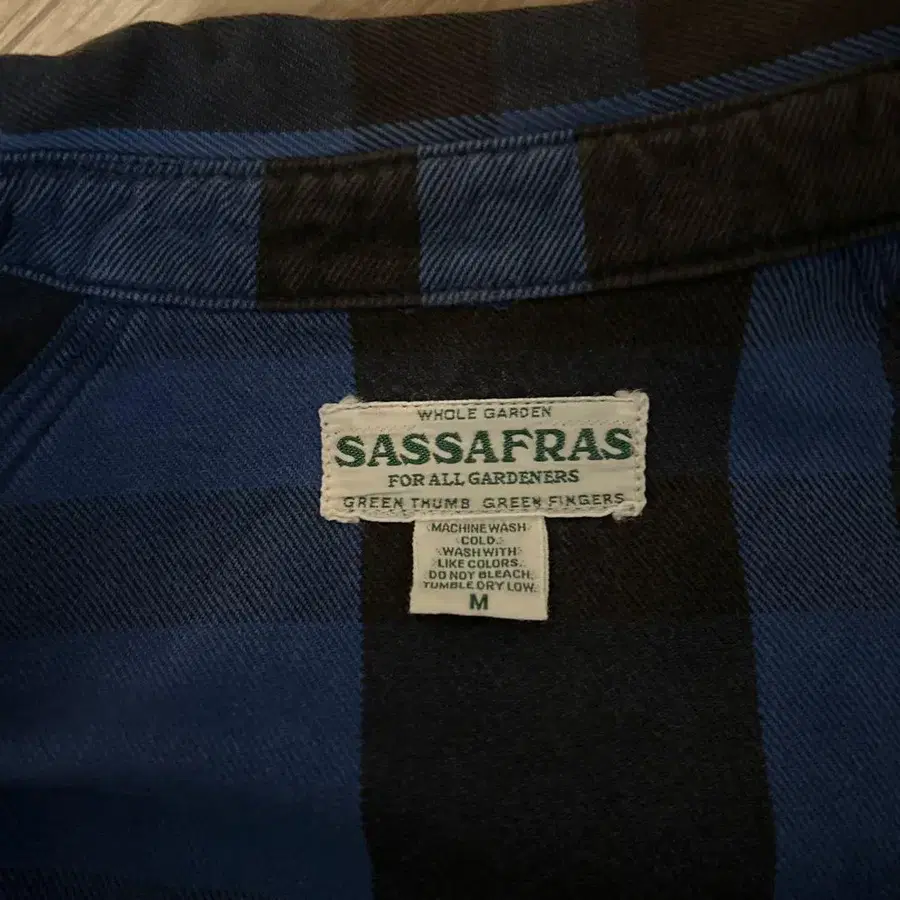 WHOLE GARDEN
SASSAFRAS
FOR ALL GARDENERS
GREEN THUMB GREEN FINGERS
MACHINE WASH
COLD.
WASH WITH
LIKE COLORS.
DO NOT BLEACH.
TUMBLE DRY LOW.
M